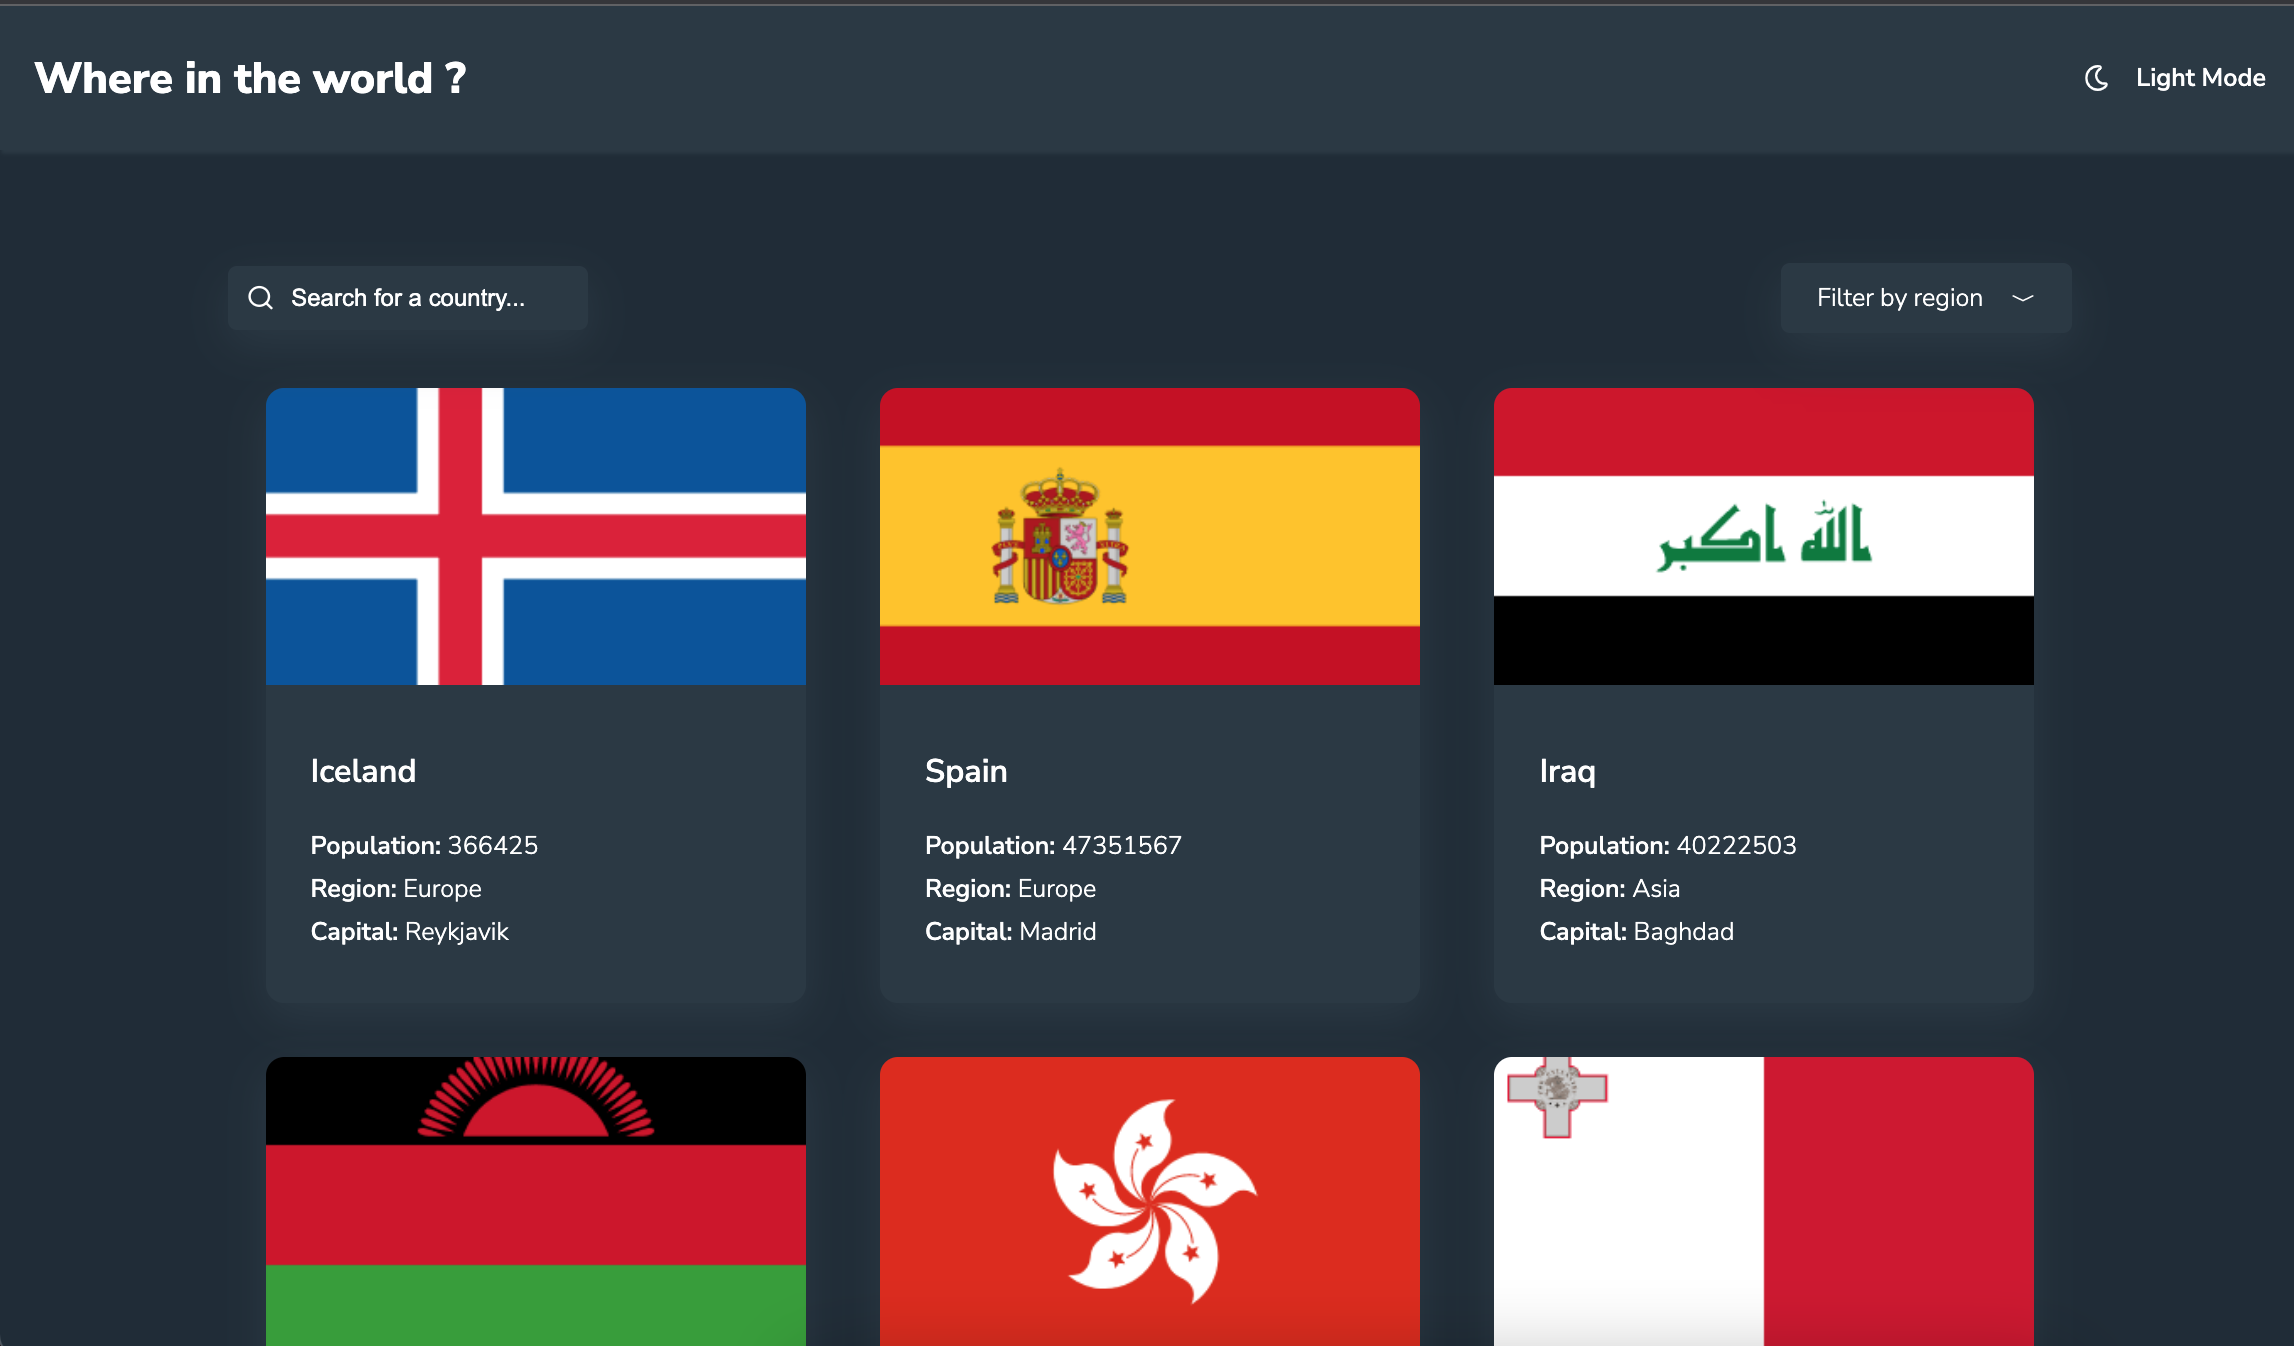 Where in the world ?
Light Mode
Search for a country...
Filter by region
الله اكبر
Iceland
Population: 366425
Region: Europe
Capital: Reykjavik
Spain
Population: 47351567
Region: Europe
Capital: Madrid
Iraq
Population: 40222503
Region: Asia
Capital: Baghdad